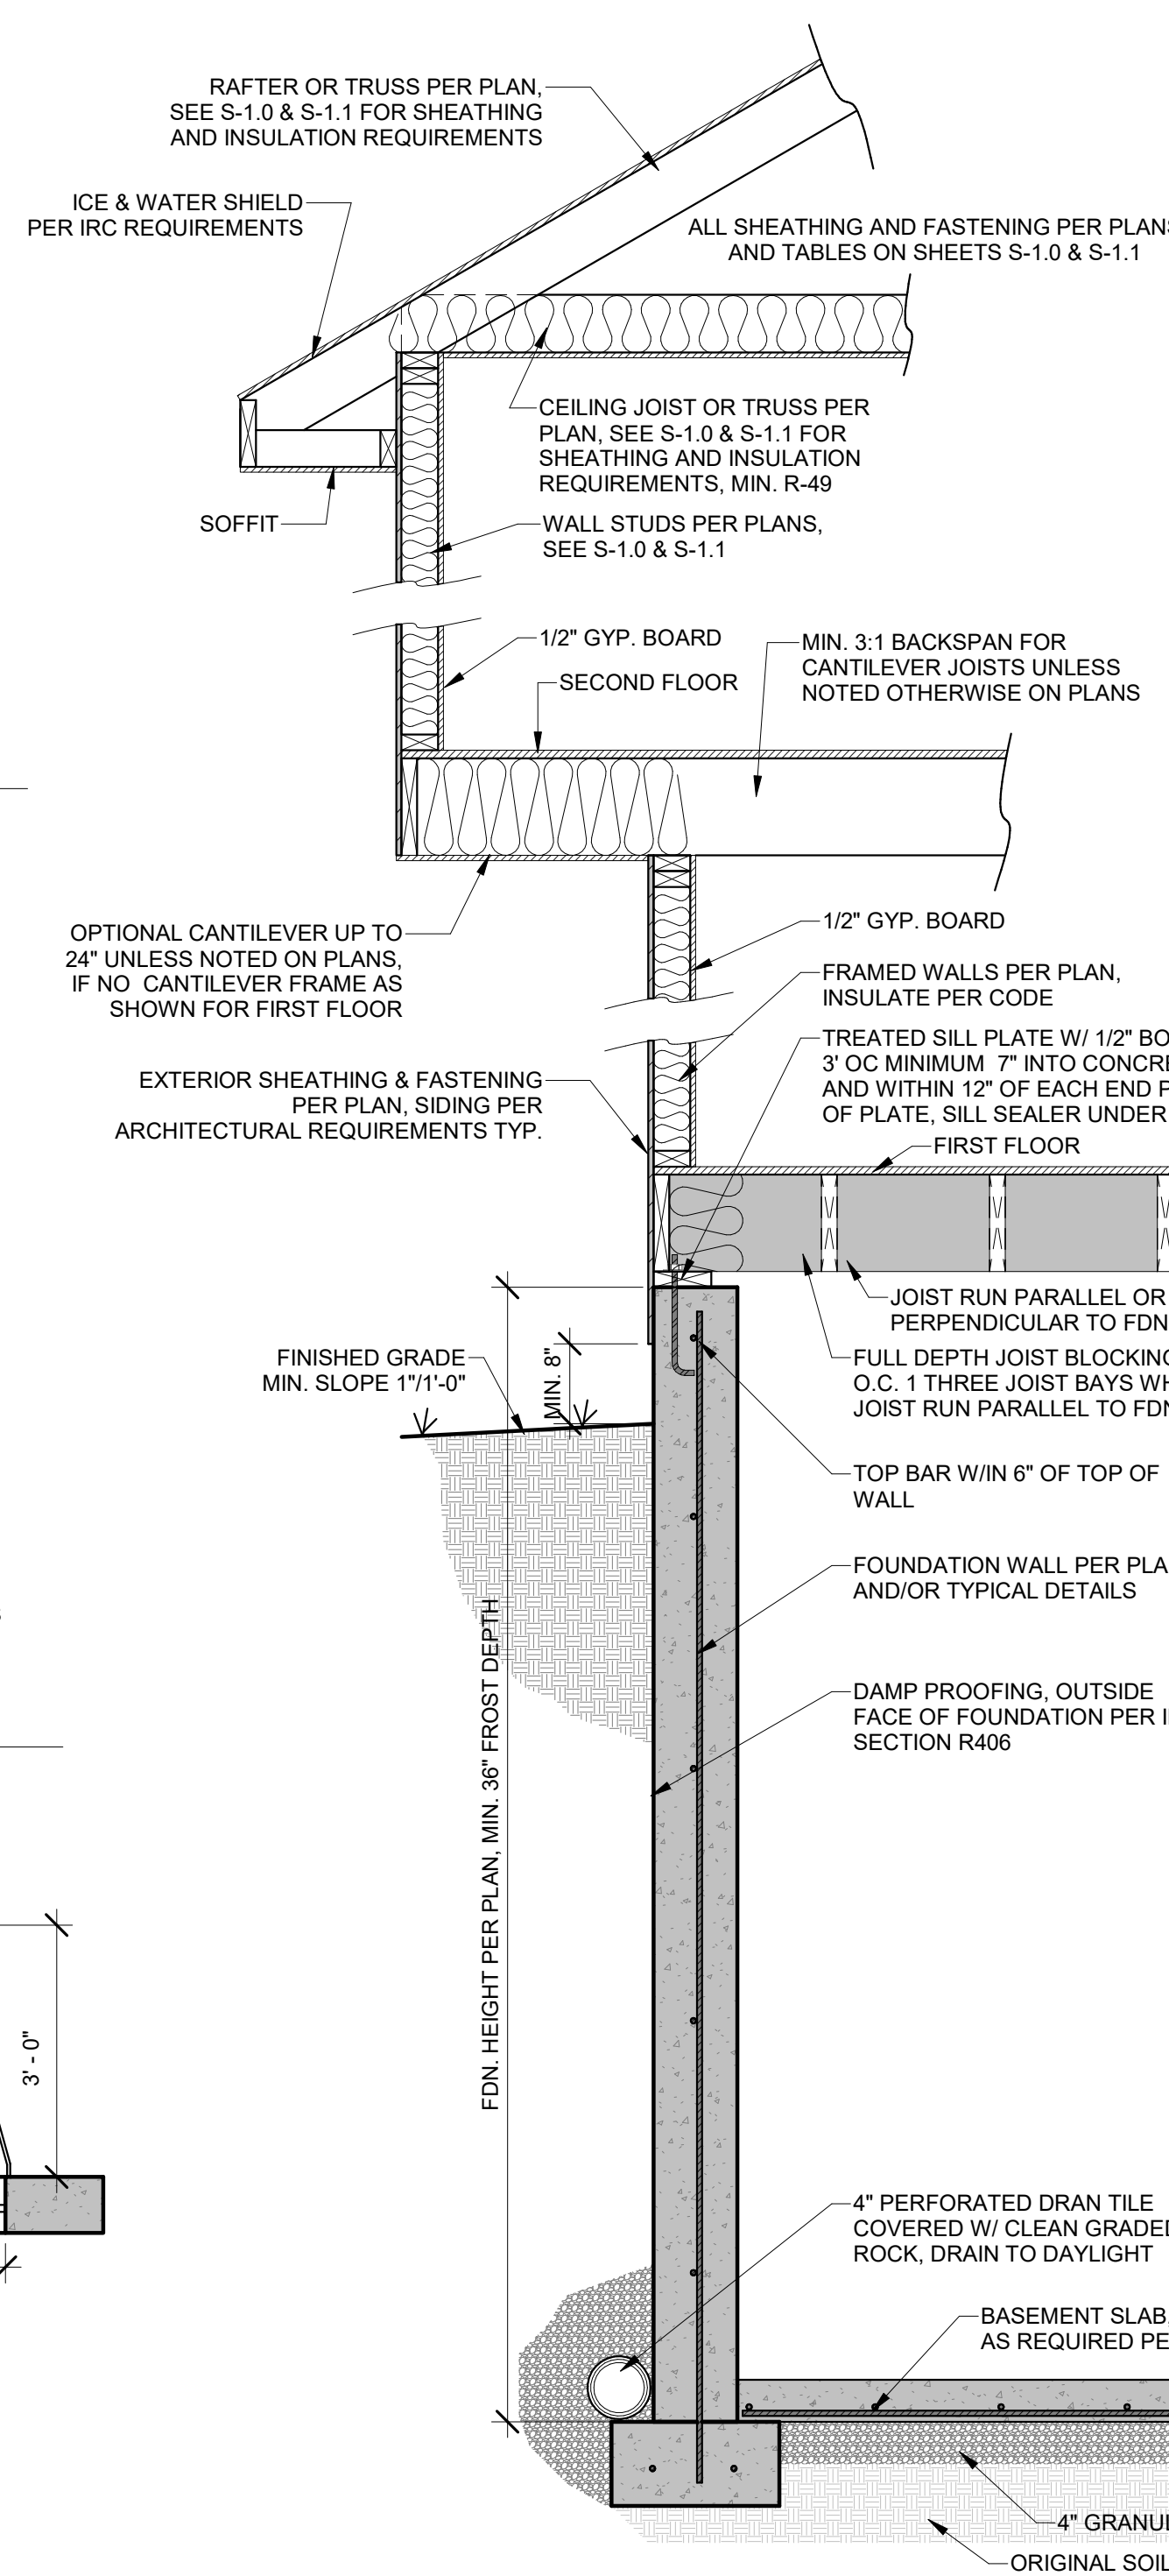 RAFTER OR TRUSS PER PLAN,
SEE S-1.0 & S-1.1 FOR SHEATHING
AND INSULATION REQUIREMENTS
ICE & WATER SHIELD
PER IRC REQUIREMENTS
ALL SHEATHING AND FASTENING PER PLANS
AND TABLES ON SHEETS S-1.0 & S-1.1
CEILING JOIST OR TRUSS PER
PLAN, SEE S-1.0 & S-1.1 FOR
SHEATHING AND INSULATION
REQUIREMENTS, MIN. R-49
SOFFIT
WALL STUDS PER PLANS,
SEE S-1.0 & S-1.1
1/2" GYP. BOARD
SECOND FLOOR
MIN. 3:1 BACKSPAN FOR
CANTILEVER JOISTS UNLESS
NOTED OTHERWISE ON PLANS
OPTIONAL CANTILEVER UP TO
24" UNLESS NOTED ON PLANS,
IF NO CANTILEVER FRAME AS
SHOWN FOR FIRST FLOOR
1/2" GYP. BOARD
FRAMED WALLS PER PLAN,
INSULATE PER CODE
TREATED SILL PLATE W/ 1/2" BO
3' OC MINIMUM 7" INTO CONCRE
AND WITHIN 12" OF EACH END P
OF PLATE, SILL SEALER UNDER
EXTERIOR SHEATHING & FASTENING
PER PLAN, SIDING PER
ARCHITECTURAL REQUIREMENTS TYP.
FIRST FLOOR
JOIST RUN PARALLEL OR
PERPENDICULAR TO FDN
FINISHED GRADE
MIN. SLOPE 1"/1'-0"
MIN. 8"
FULL DEPTH JOIST BLOCKING
O.C. 1 THREE JOIST BAYS WH
JOIST RUN PARALLEL TO FDN
TOP BAR W/IN 6" OF TOP OF
WALL
FOUNDATION WALL PER PLA
AND/OR TYPICAL DETAILS
FDN. HEIGHT PER PLAN, MIN. 36" FROST DEPTH
DAMP PROOFING, OUTSIDE
FACE OF FOUNDATION PER I
SECTION R406
3' - 0"
4" PERFORATED DRAN TILE
COVERED W/ CLEAN GRADED
ROCK, DRAIN TO DAYLIGHT
BASEMENT SLAB,
AS REQUIRED PE
4" GRANUL
ORIGINAL SOIL